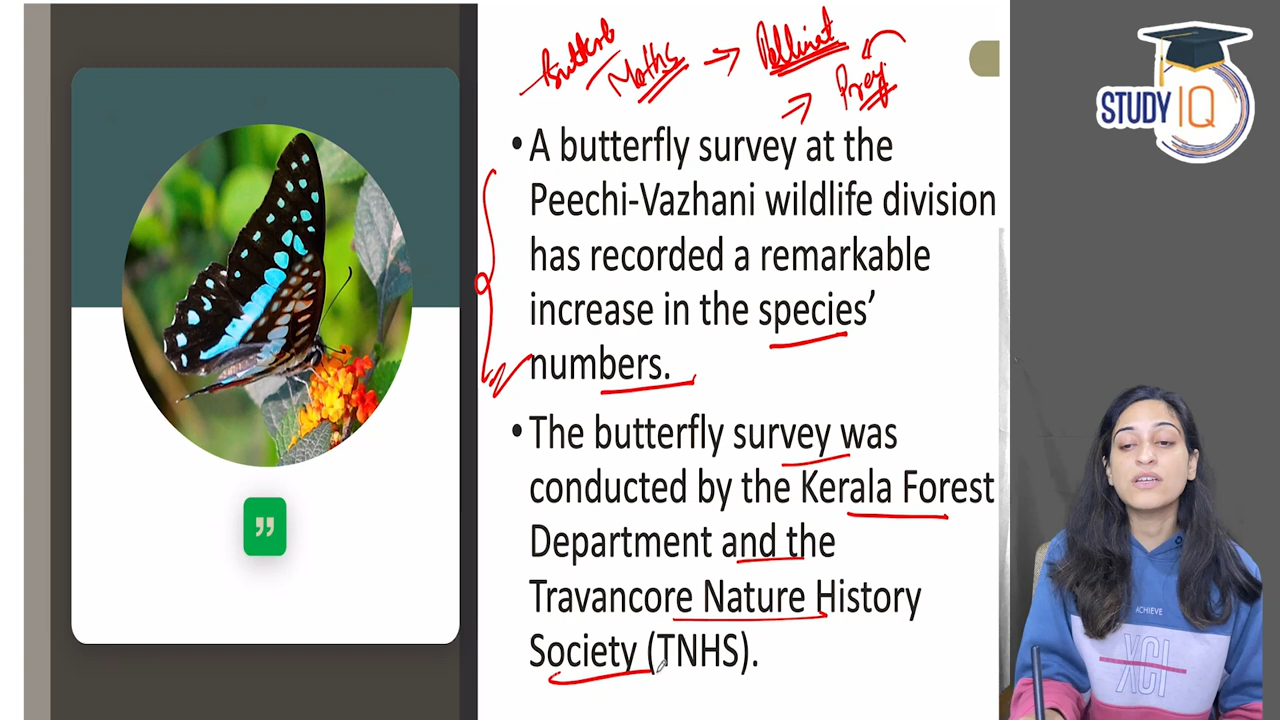 Moths → Pollinat
→ Prey
STUDY IQ
• A butterfly survey at the
Peechi-Vazhani wildlife division
has recorded a remarkable
increase in the species’
numbers.
• The butterfly survey was
conducted by the Kerala Forest
Department and the
Travancore Nature History
Society (TNHS).
”
ACHIEVE
XCI